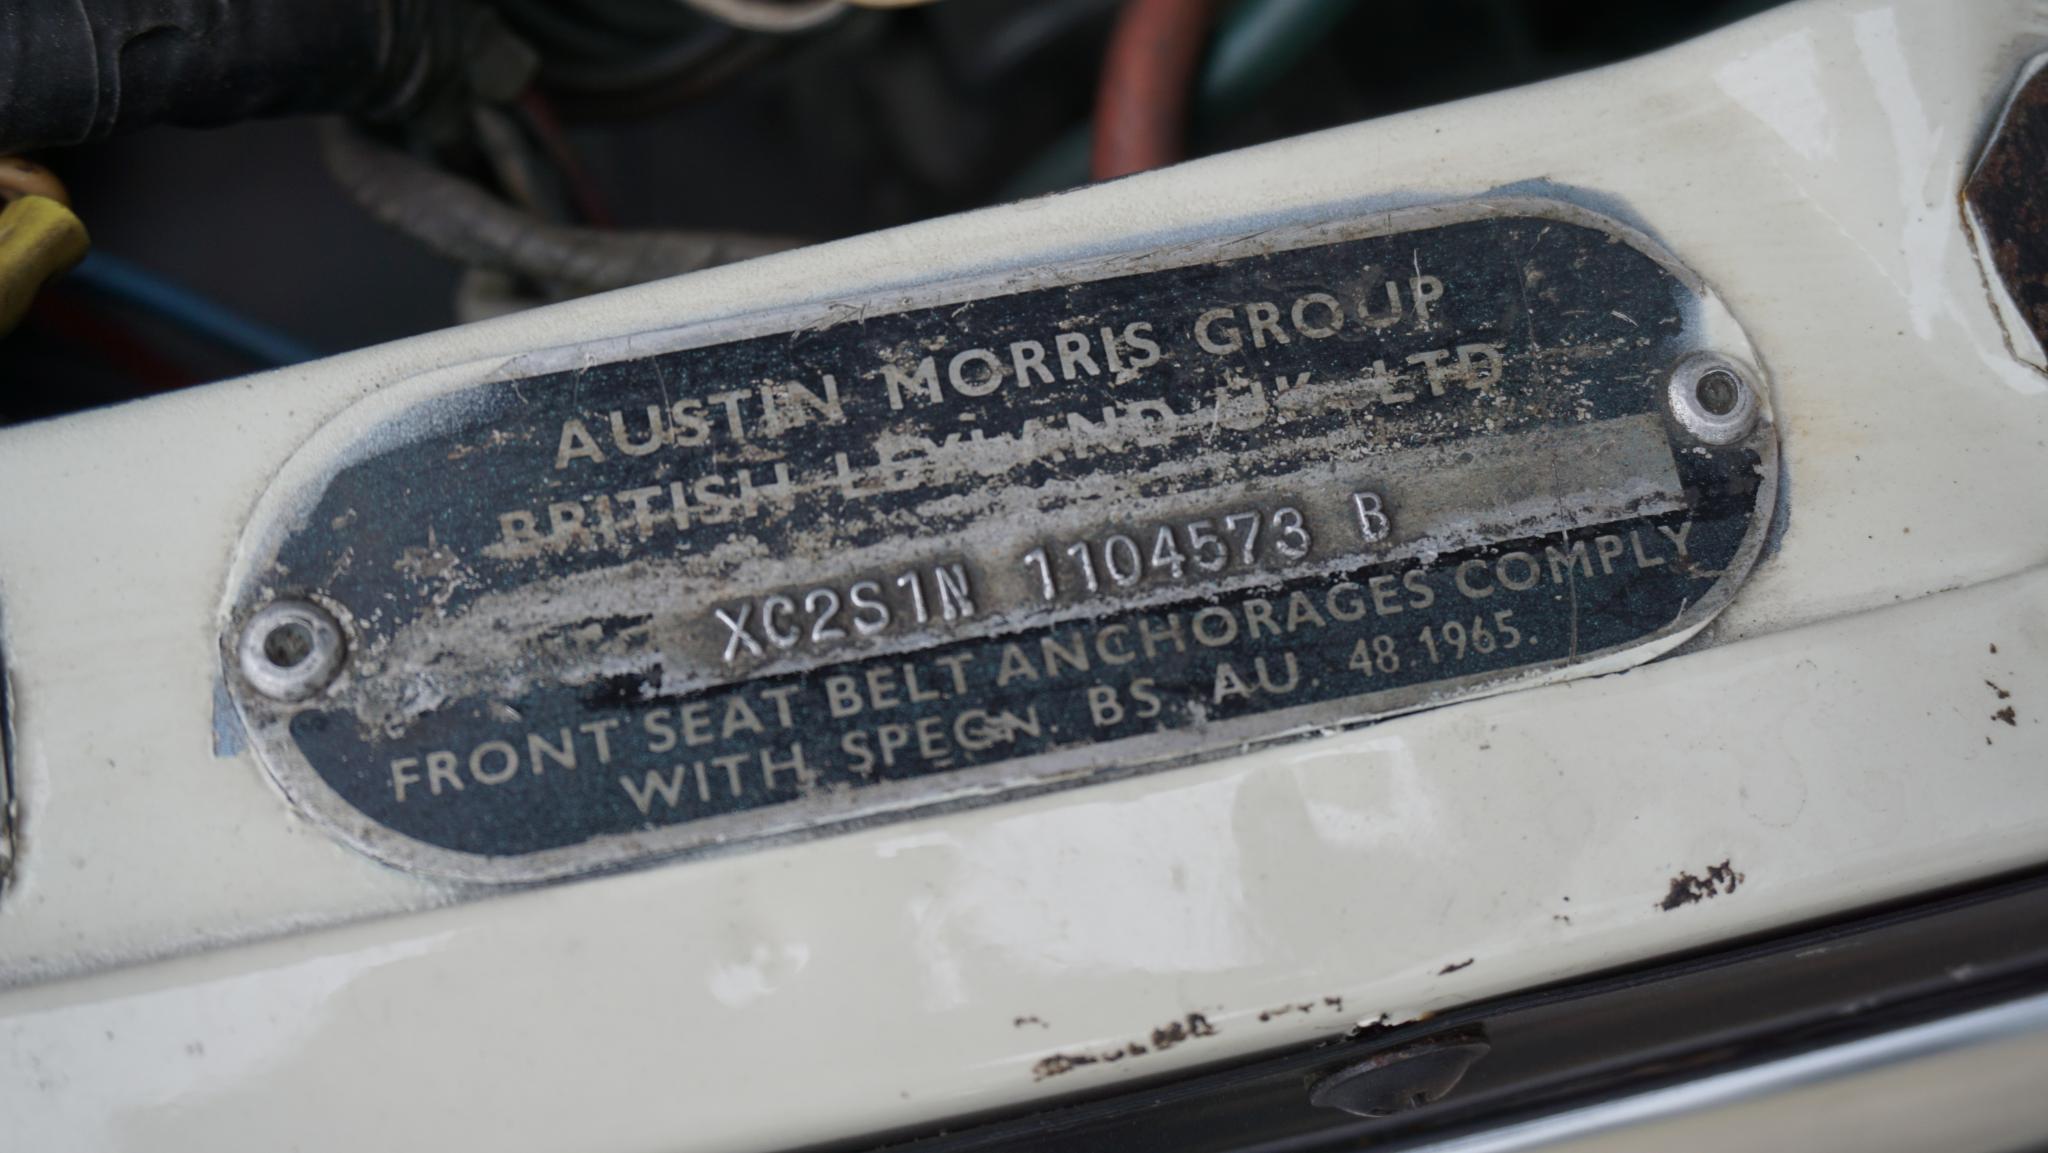 AUSTIN MORRIS GROUP
BRITISH LEYLAND UK LTD
XC2S1N 1104573 B
FRONT SEAT BELT ANCHORAGES COMPLY
WITH SPECN. BS. AU. 48.1965.